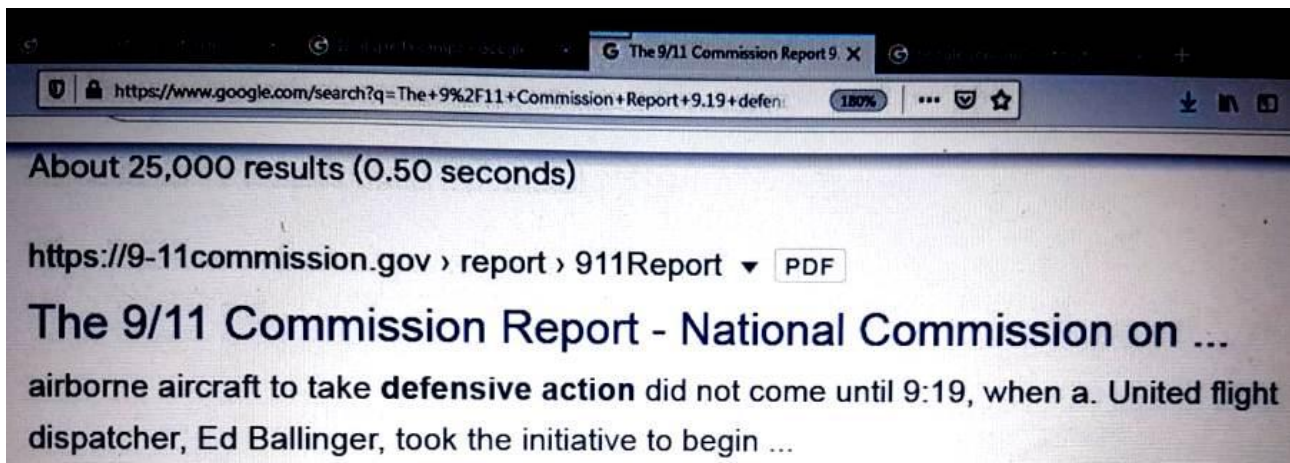 The 9/11 Commission Report 9.
https://www.google.com/search?q=The+9%2F11+Commission+Report+9.19+defen
180%
About 25,000 results (0.50 seconds)
https://9-11commission.gov › report › 911Report ▼ PDF
The 9/11 Commission Report - National Commission on ...
airborne aircraft to take defensive action did not come until 9:19, when a. United flight
dispatcher, Ed Ballinger, took the initiative to begin ...